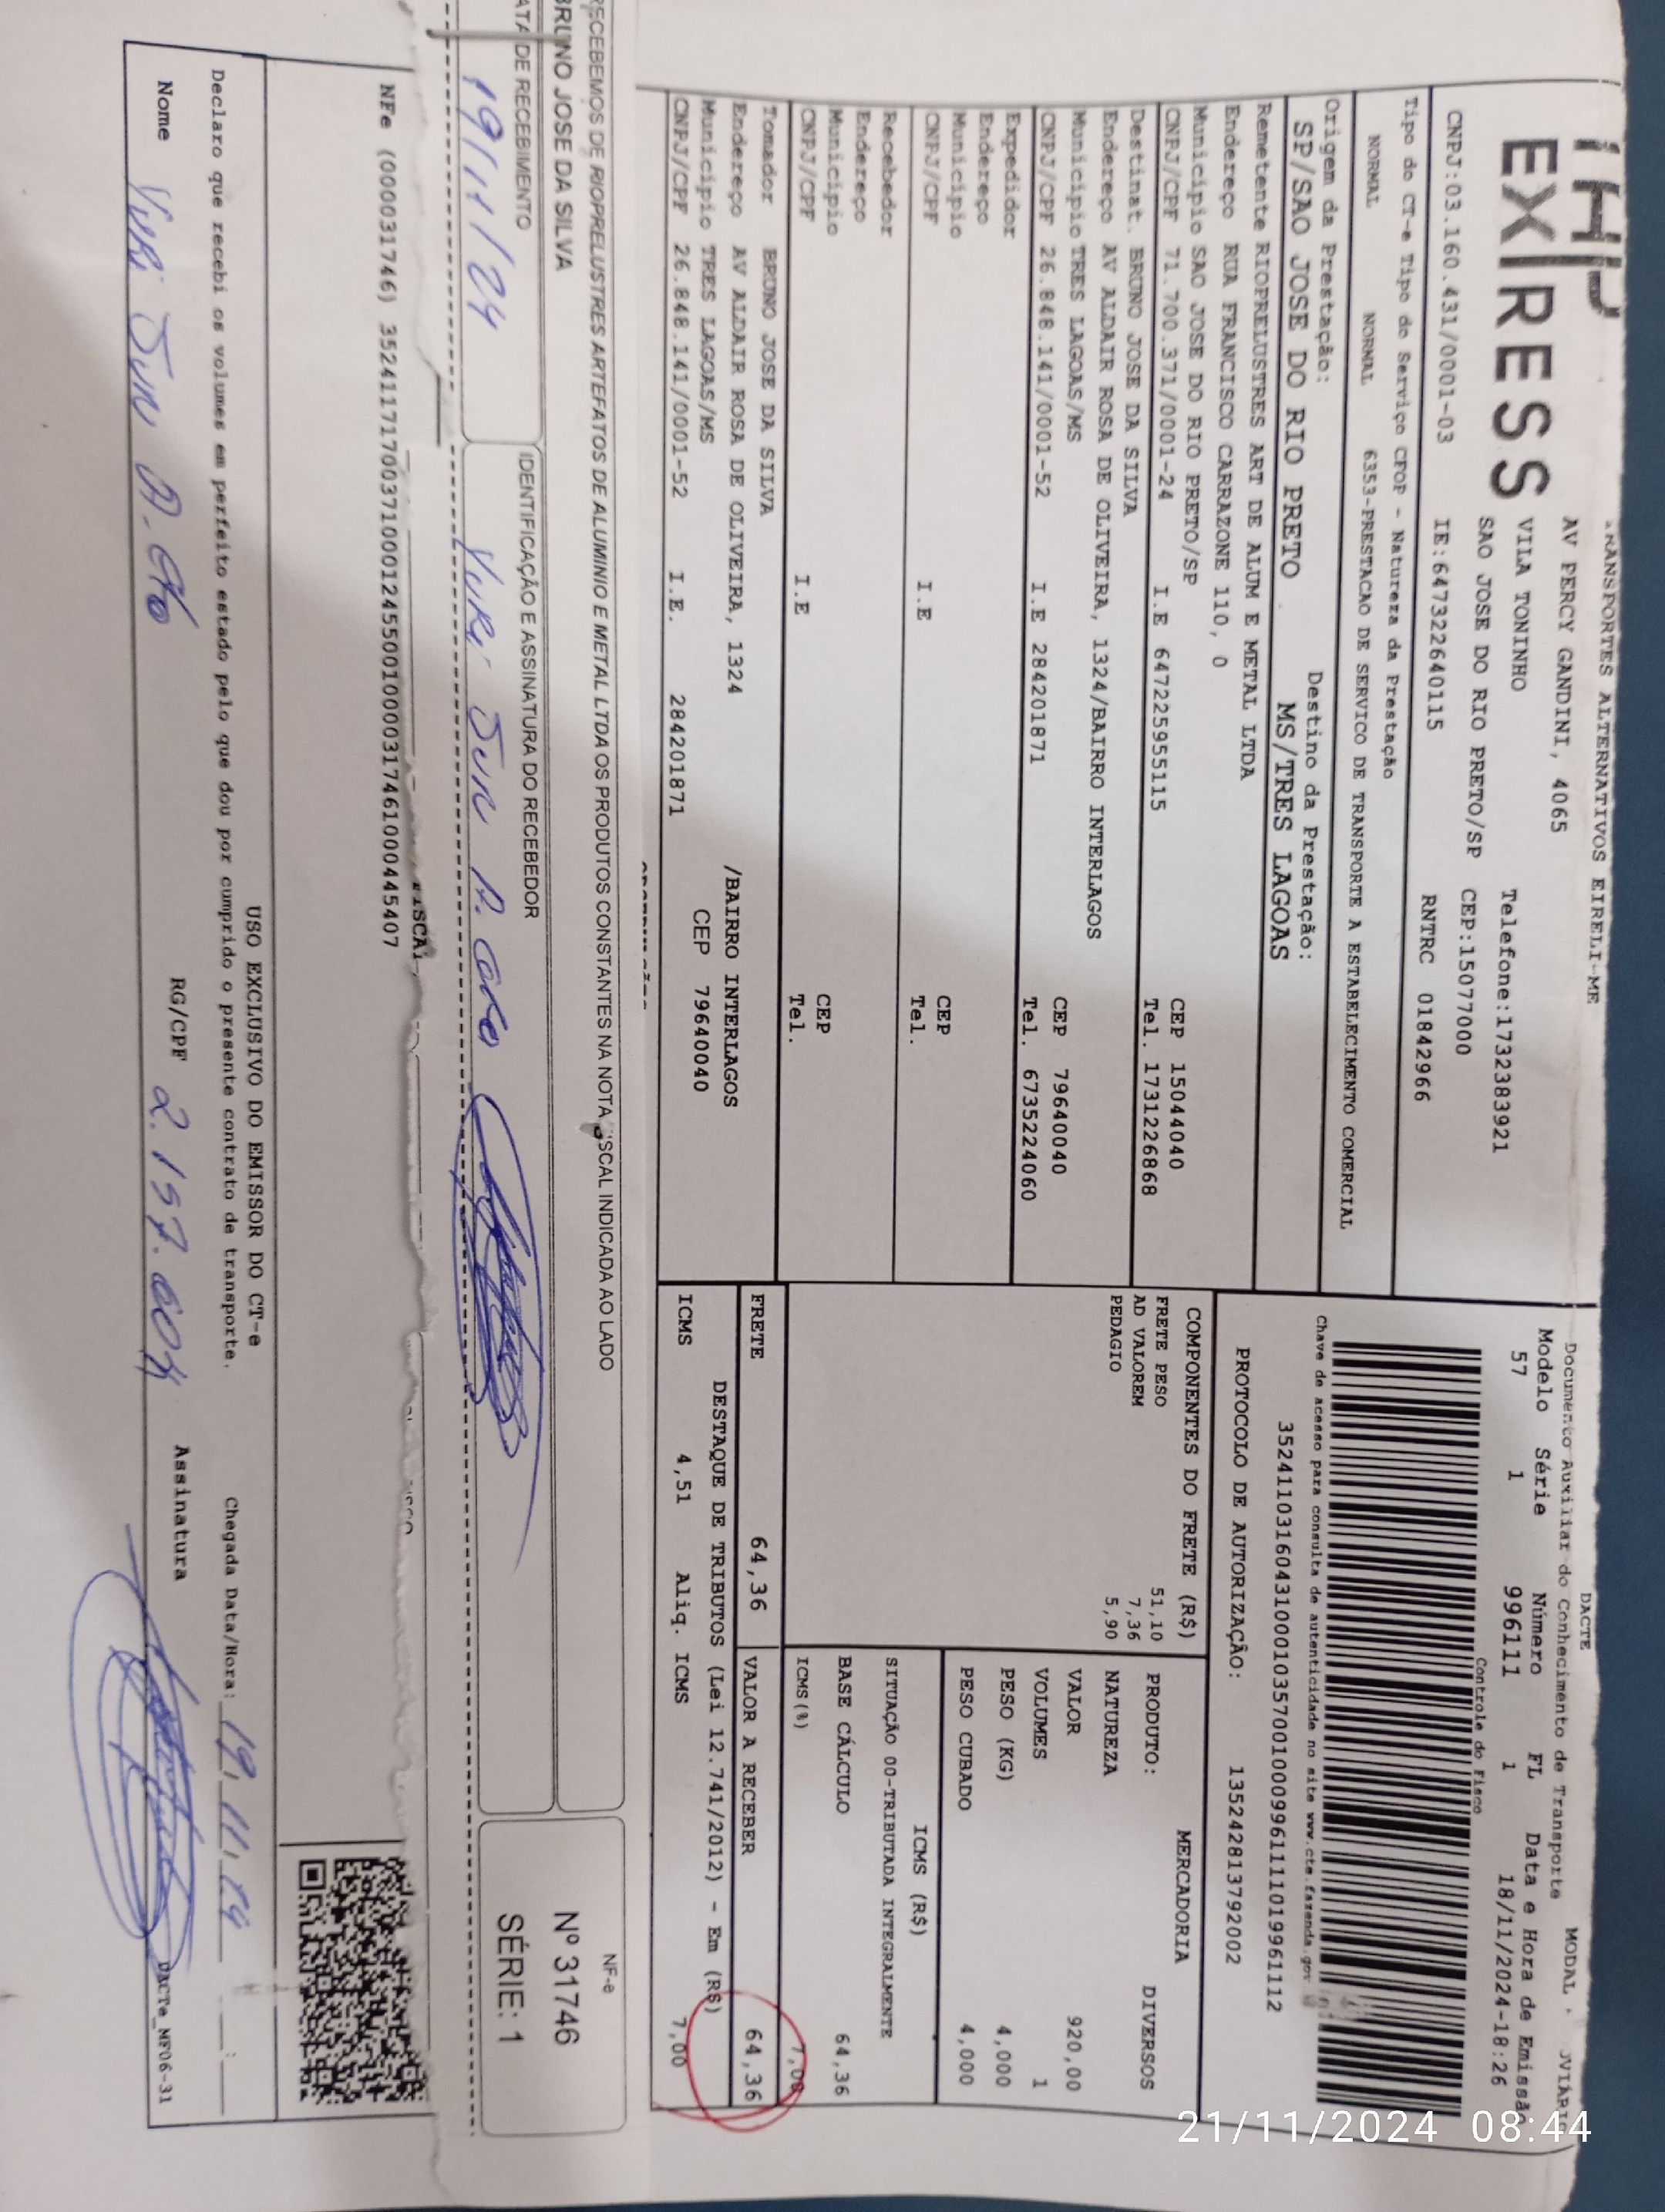 EXPRESS
TRANSPORTES ALTERNATIVOS EIRELI-ME
AV PERCY GANDINI, 4065
VILA TONINHO Telefone:1732383921
SAO JOSE DO RIO PRETO/SP CEP:15077000
CNPJ:03.160.431/0001-03 IE:647322640115 RNTRC 01842966
DACTE
Documento Auxiliar do Conhecimento de Transporte MODAL
Modelo Série Número FL Data e Hora de Emissão
57 1 996111 1 18/11/2024-18:26
Controle do Fisco
Tipo do CT-e Tipo do Serviço CFOP - Natureza da Prestação
NORMAL NORMAL 6353-PRESTACAO DE SERVICO DE TRANSPORTE A ESTABELECIMENTO COMERCIAL
Chave de acesso para consulta de autenticidade no site www.cte.fazenda.gov
Origem da Prestação: Destino da Prestação:
SP/SAO JOSE DO RIO PRETO MS/TRES LAGOAS
35241103160431000103570010009961111019961112
PROTOCOLO DE AUTORIZAÇÃO: 135242813792002
Remetente RIOPRELUSTRES ART DE ALUM E METAL LTDA
Endereço RUA FRANCISCO CARRAZONE 110, 0
Município SAO JOSE DO RIO PRETO/SP CEP 15044040
CNPJ/CPF 71.700.371/0001-24 I.E 647225955115 Tel. 1731226868
Destinat. BRUNO JOSE DA SILVA
Endereço AV ALDAIR ROSA DE OLIVEIRA, 1324/BAIRRO INTERLAGOS
Município TRES LAGOAS/MS CEP 79640040
CNPJ/CPF 26.848.141/0001-52 I.E 284201871 Tel. 6735224060
Expedidor
Endereço
Município CEP
CNPJ/CPF I.E Tel.
Recebedor
Endereço
Município CEP
CNPJ/CPF I.E Tel.
Tomador BRUNO JOSE DA SILVA
Endereço AV ALDAIR ROSA DE OLIVEIRA, 1324 /BAIRRO INTERLAGOS
Município TRES LAGOAS/MS CEP 79640040
CNPJ/CPF 26.848.141/0001-52 I.E. 284201871
COMPONENTES DO FRETE (R$)
FRETE PESO 51,10
AD VALOREM 7,36
PEDAGIO 5,90
MERCADORIA
PRODUTO: DIVERSOS
NATUREZA
VALOR 920,00
VOLUMES 1
PESO (KG) 4,000
PESO CUBADO 4,000
ICMS (R$)
SITUAÇÃO 00-TRIBUTADA INTEGRALMENTE
BASE CÁLCULO 64,36
ICMS(%) 7,00
FRETE 64,36 VALOR A RECEBER 64,36
DESTAQUE DE TRIBUTOS (Lei 12.741/2012) - Em (R$)
ICMS 4,51 Aliq. ICMS 7,00
RECEBEMOS DE RIOPRELUSTRES ARTEFATOS DE ALUMINIO E METAL LTDA OS PRODUTOS CONSTANTES NA NOTA FISCAL INDICADA AO LADO
BRUNO JOSE DA SILVA
DATA DE RECEBIMENTO IDENTIFICAÇÃO E ASSINATURA DO RECEBEDOR
19/11/24
NF-e
Nº 31746
SÉRIE: 1
NFe (000031746) 35241171700371000124550010000317461000445407
USO EXCLUSIVO DO EMISSOR DO CT-e
Declaro que recebi os volumes em perfeito estado pelo que dou por cumprido o presente contrato de transporte. Chegada Data/Hora: 19/11/24
Nome RG/CPF 2.157.604 Assinatura
DACTe_MF06-31
21/11/2024 08:44